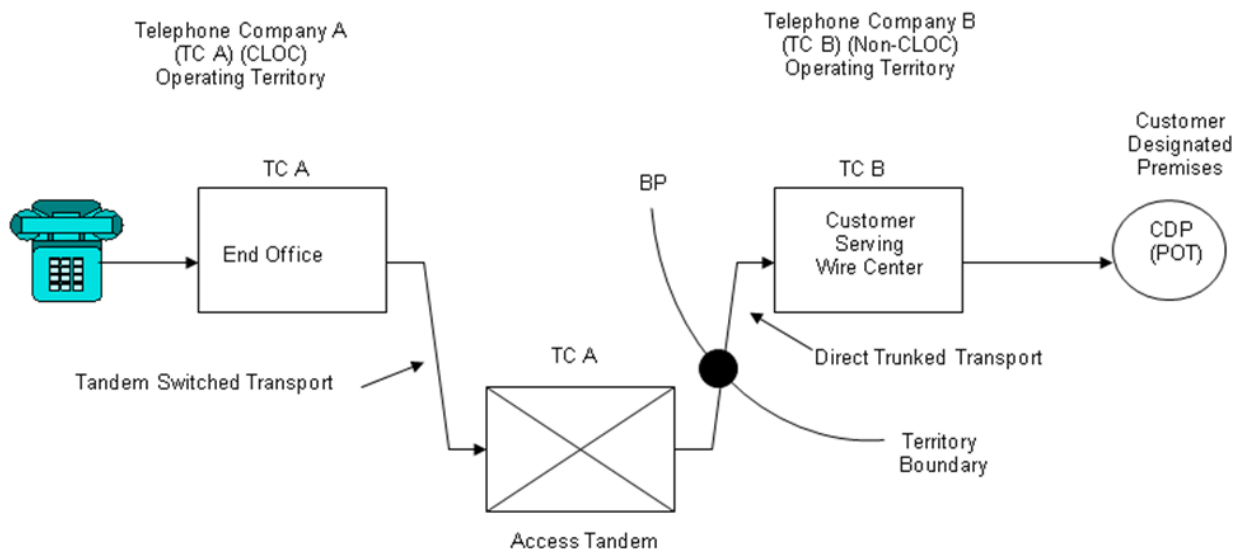 Telephone Company A
(TC A) (CLOC)
Operating Territory
Telephone Company B
(TC B) (Non-CLOC)
Operating Territory
Customer
Designated
Premises
TC A
BP
TC B
End Office
Customer
Serving
Wire Center
CDP
(POT)
TC A
Tandem Switched Transport
Direct Trunked Transport
Territory
Boundary
Access Tandem